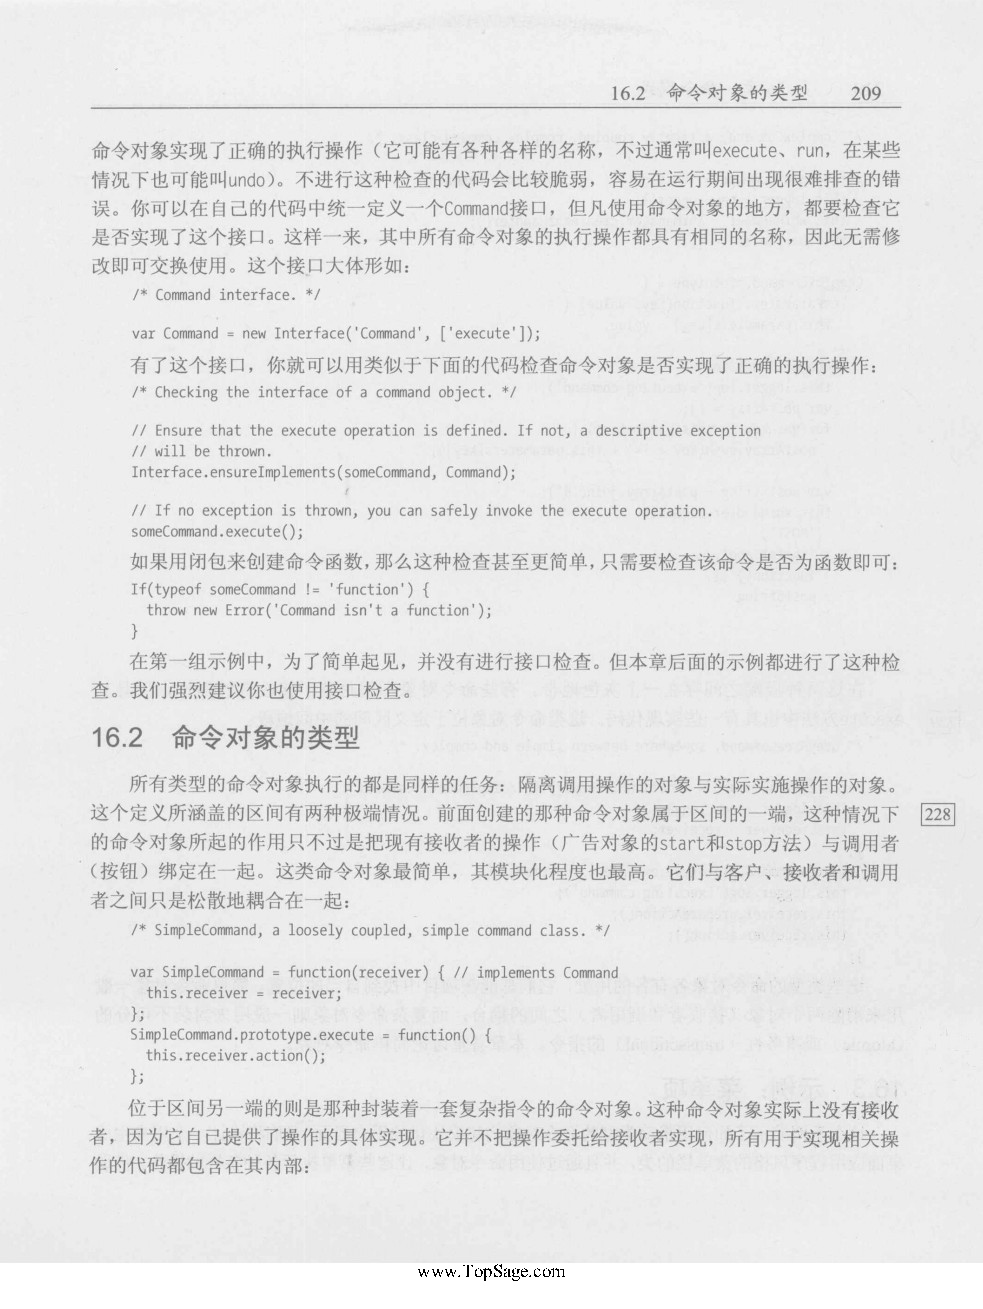 16.2 命令对象的类型 209
命令对象实现了正确的执行操作（它可能有各种各样的名称，不过通常叫execute、run，在某些
情况下也可能叫undo）。不进行这种检查的代码会比较脆弱，容易在运行期间出现很难排查的错
误。你可以在自己的代码中统一定义一个Command接口，但凡使用命令对象的地方，都要检查它
是否实现了这个接口。这样一来，其中所有命令对象的执行操作都具有相同的名称，因此无需修
改即可交换使用。这个接口大体形如：
/* Command interface. */
var Command = new Interface('Command', ['execute']);
有了这个接口，你就可以用类似于下面的代码检查命令对象是否实现了正确的执行操作：
/* Checking the interface of a command object. */
// Ensure that the execute operation is defined. If not, a descriptive exception
// will be thrown.
Interface.ensureImplements(someCommand, Command);
// If no exception is thrown, you can safely invoke the execute operation.
someCommand.execute();
如果用闭包来创建命令函数，那么这种检查甚至更简单，只需要检查该命令是否为函数即可：
If(typeof someCommand != 'function') {
throw new Error('Command isn't a function');
}
在第一组示例中，为了简单起见，并没有进行接口检查。但本章后面的示例都进行了这种检
查。我们强烈建议你也使用接口检查。
16.2 命令对象的类型
所有类型的命令对象执行的都是同样的任务：隔离调用操作的对象与实际实施操作的对象。
这个定义所涵盖的区间有两种极端情况。前面创建的那种命令对象属于区间的一端，这种情况下 228
的命令对象所起的作用只不过是把现有接收者的操作（广告对象的start和stop方法）与调用者
（按钮）绑定在一起。这类命令对象最简单，其模块化程度也最高。它们与客户、接收者和调用
者之间只是松散地耦合在一起：
/* SimpleCommand, a loosely coupled, simple command class. */
var SimpleCommand = function(receiver) { // implements Command
this.receiver = receiver;
};
SimpleCommand.prototype.execute = function() {
this.receiver.action();
};
位于区间另一端的则是那种封装着一套复杂指令的命令对象。这种命令对象实际上没有接收
者，因为它自己提供了操作的具体实现。它并不把操作委托给接收者实现，所有用于实现相关操
作的代码都包含在其内部：
www.TopSage.com